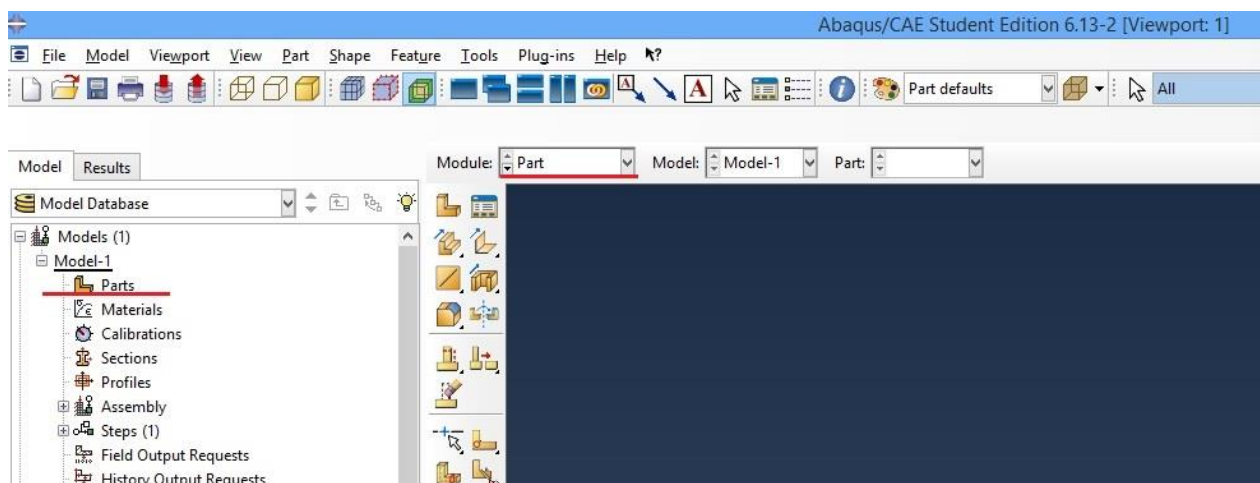 Abaqus/CAE Student Edition 6.13-2 [Viewport: 1]
File Model Viewport View Part Shape Feature Tools Plug-ins Help
A A i Part defaults All
Model Results Module: Part Model: Model-1 Part:
Model Database
Models (1)
Model-1
Parts
Materials
Calibrations
Sections
Profiles
Assembly
Steps (1)
Field Output Requests
History Output Requests